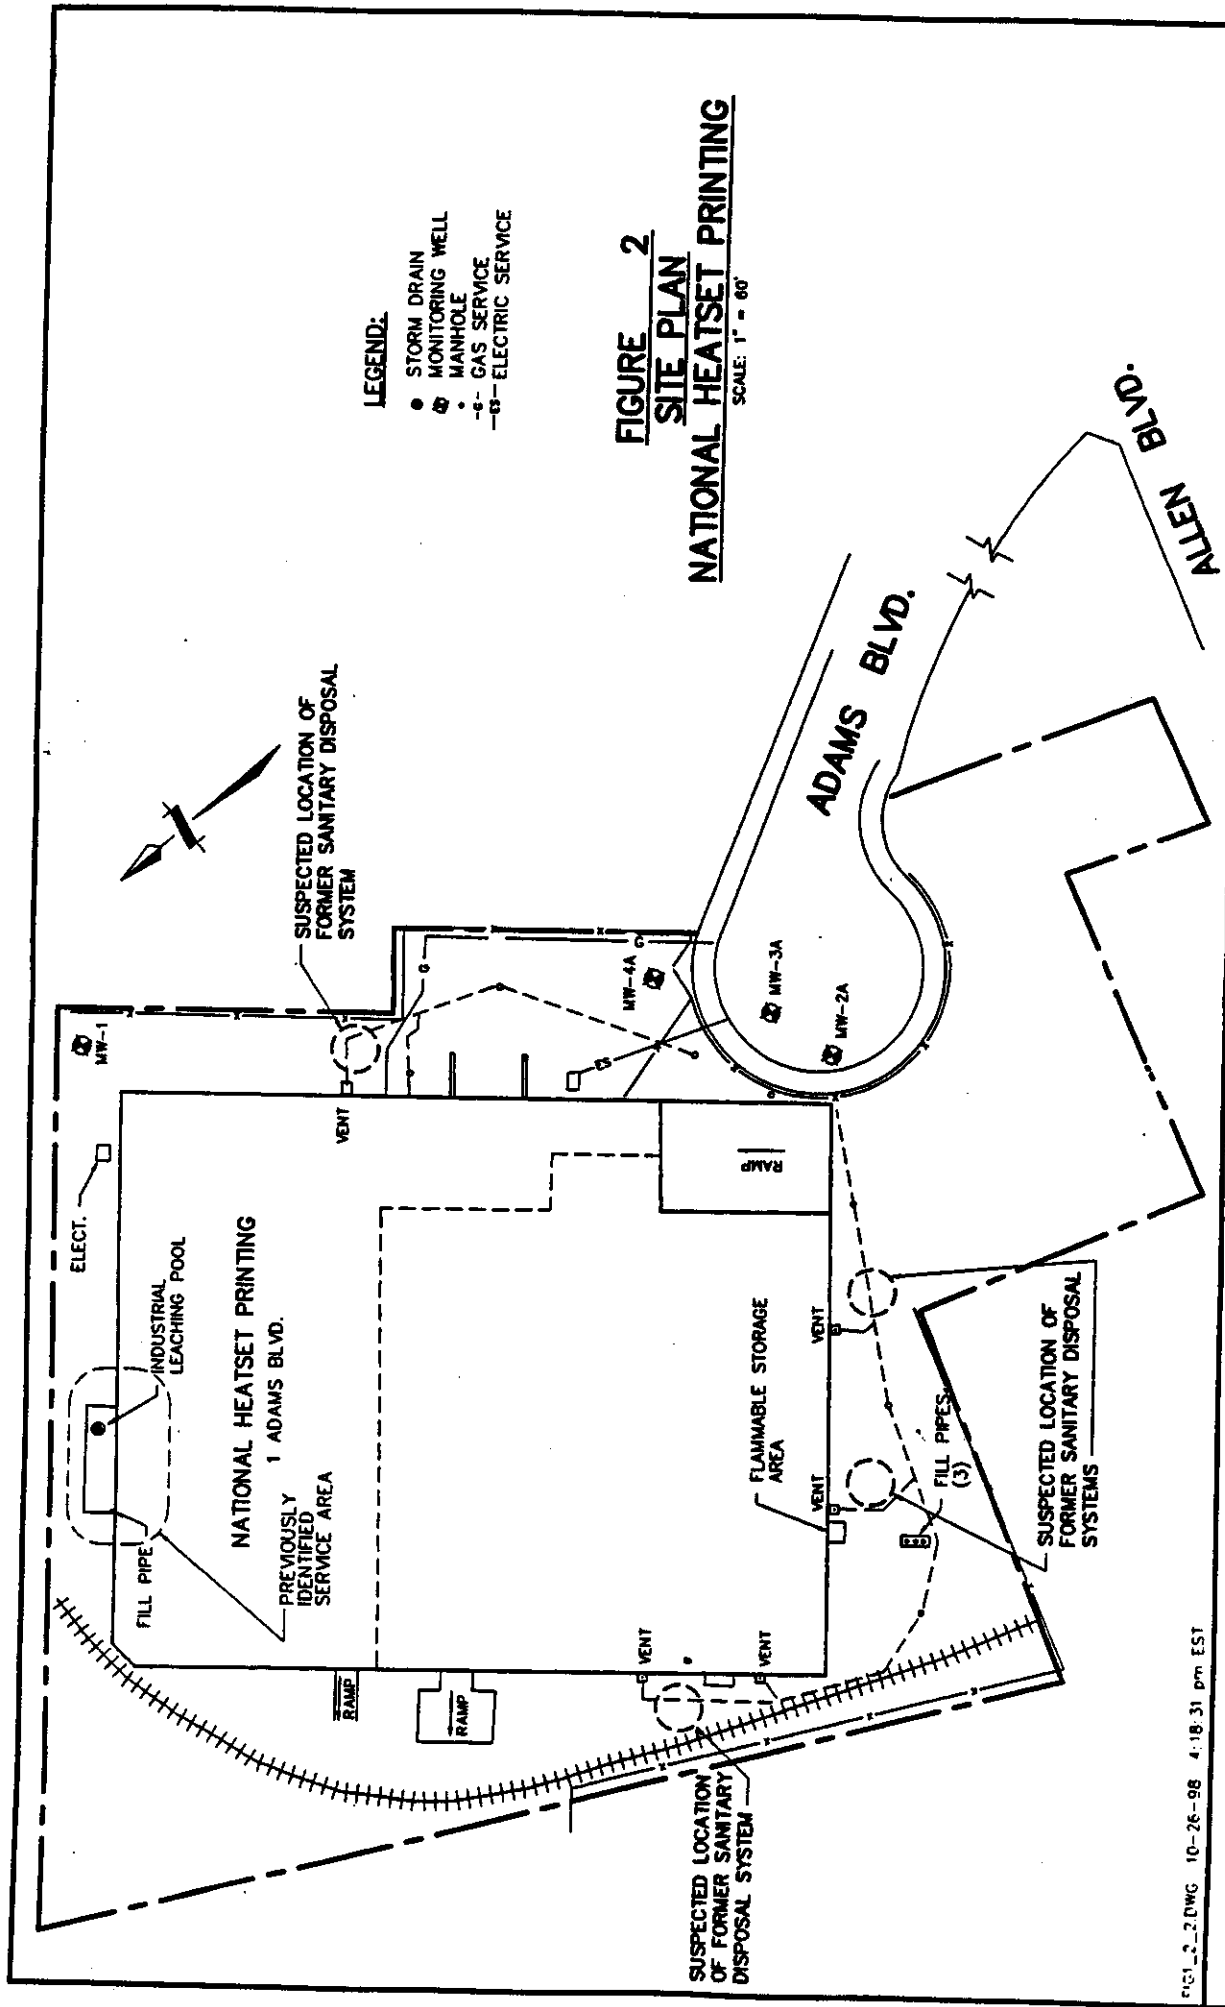 LEGEND:
STORM DRAIN
MONITORING WELL
MANHOLE
-G- GAS SERVICE
-ES- ELECTRIC SERVICE
FIGURE 2
SITE PLAN
NATIONAL HEATSET PRINTING
SCALE: 1" = 60'
SUSPECTED LOCATION OF
FORMER SANITARY DISPOSAL
SYSTEM
MW-1
ELECT.
VENT
INDUSTRIAL
LEACHING POOL
NATIONAL HEATSET PRINTING
1 ADAMS BLVD.
FILL PIPE
PREVIOUSLY
IDENTIFIED
SERVICE AREA
RAMP
RAMP
G
G
ES
MW-4A
MW-3A
MW-2A
ADAMS BLVD.
ALLEN BLVD.
RAMP
FLAMMABLE STORAGE
AREA
VENT
VENT
VENT
VENT
FILL PIPES
(3)
SUSPECTED LOCATION OF
FORMER SANITARY DISPOSAL
SYSTEMS
SUSPECTED LOCATION
OF FORMER SANITARY
DISPOSAL SYSTEM
10-26-98 4:18:31 pm EST